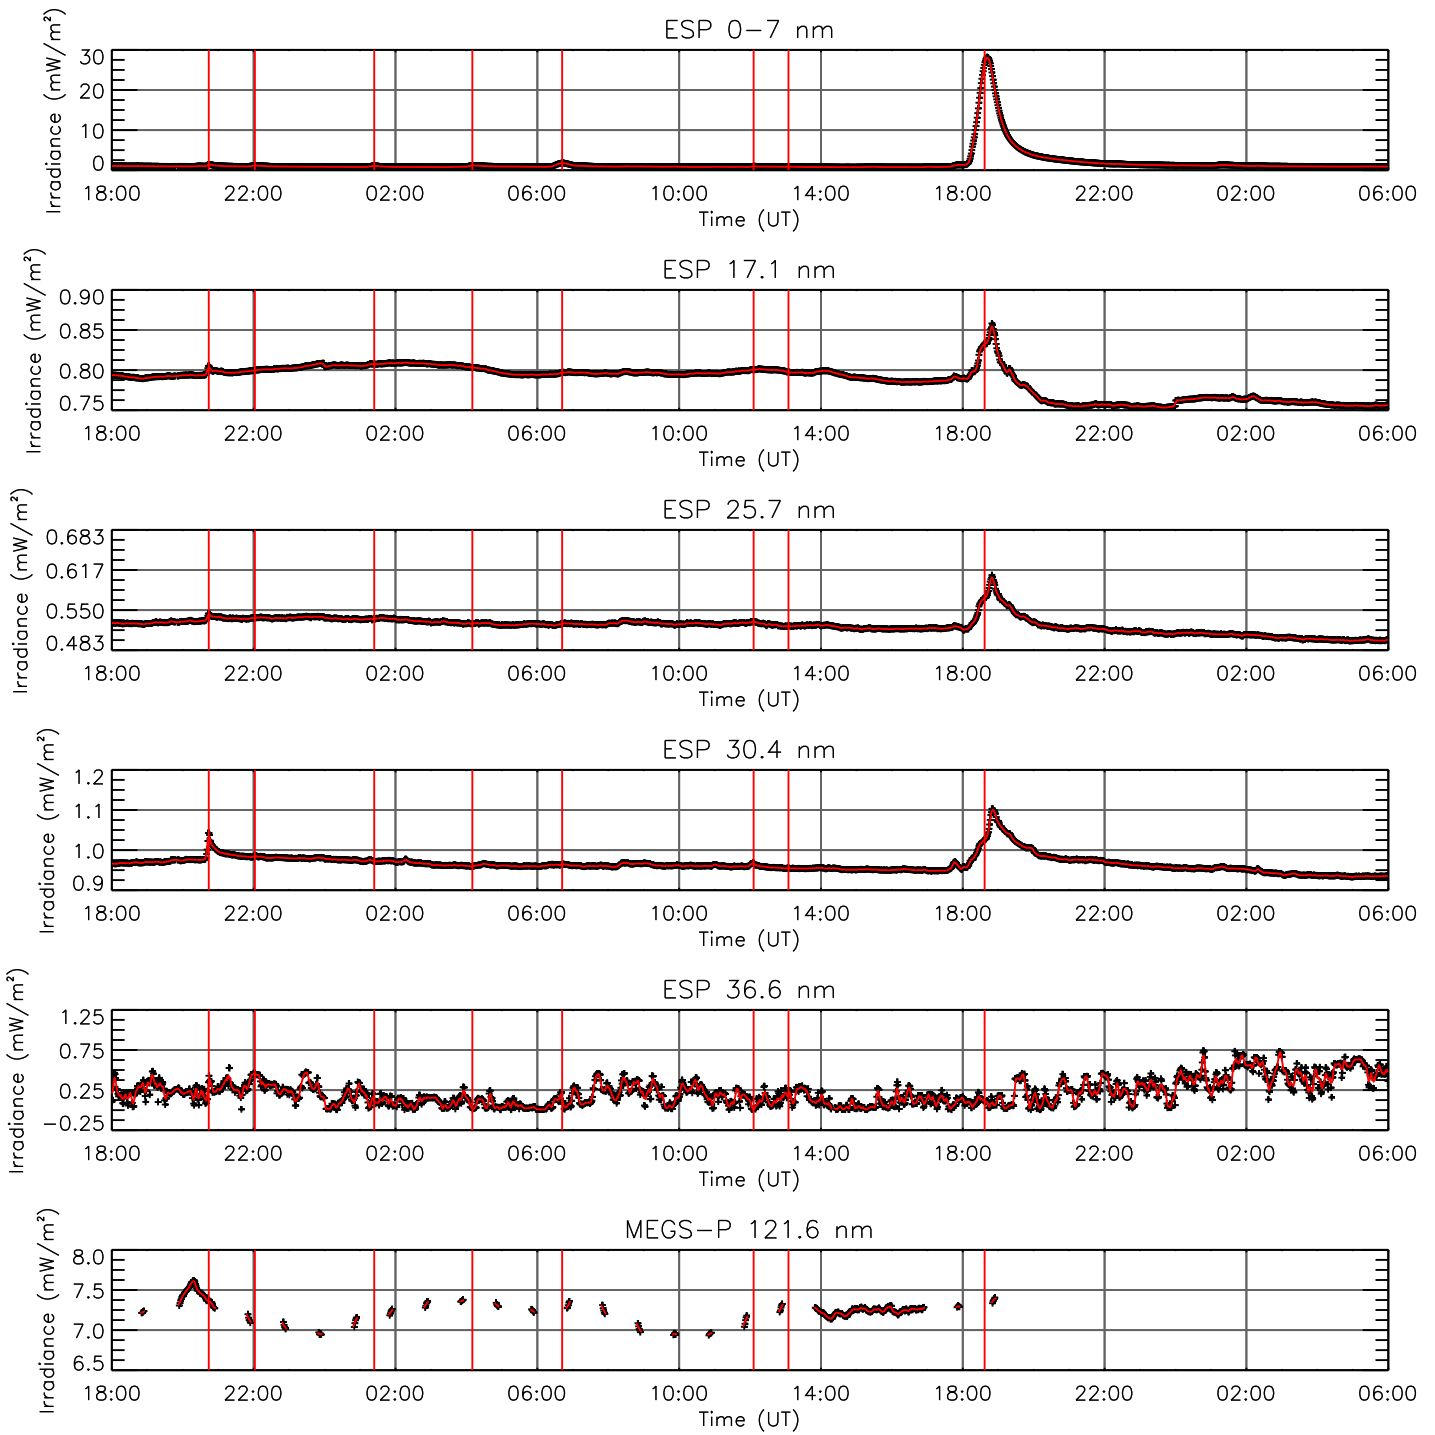 ESP 0-7 nm
Irradiance (mW/m²)
30
20
10
0
18:00 22:00 02:00 06:00 10:00 14:00 18:00 22:00 02:00 06:00
Time (UT)
ESP 17.1 nm
Irradiance (mW/m²)
0.90
0.85
0.80
0.75
18:00 22:00 02:00 06:00 10:00 14:00 18:00 22:00 02:00 06:00
Time (UT)
ESP 25.7 nm
Irradiance (mW/m²)
0.683
0.617
0.550
0.483
18:00 22:00 02:00 06:00 10:00 14:00 18:00 22:00 02:00 06:00
Time (UT)
ESP 30.4 nm
Irradiance (mW/m²)
1.2
1.1
1.0
0.9
18:00 22:00 02:00 06:00 10:00 14:00 18:00 22:00 02:00 06:00
Time (UT)
ESP 36.6 nm
Irradiance (mW/m²)
1.25
0.75
0.25
-0.25
18:00 22:00 02:00 06:00 10:00 14:00 18:00 22:00 02:00 06:00
Time (UT)
MEGS-P 121.6 nm
Irradiance (mW/m²)
8.0
7.5
7.0
6.5
18:00 22:00 02:00 06:00 10:00 14:00 18:00 22:00 02:00 06:00
Time (UT)